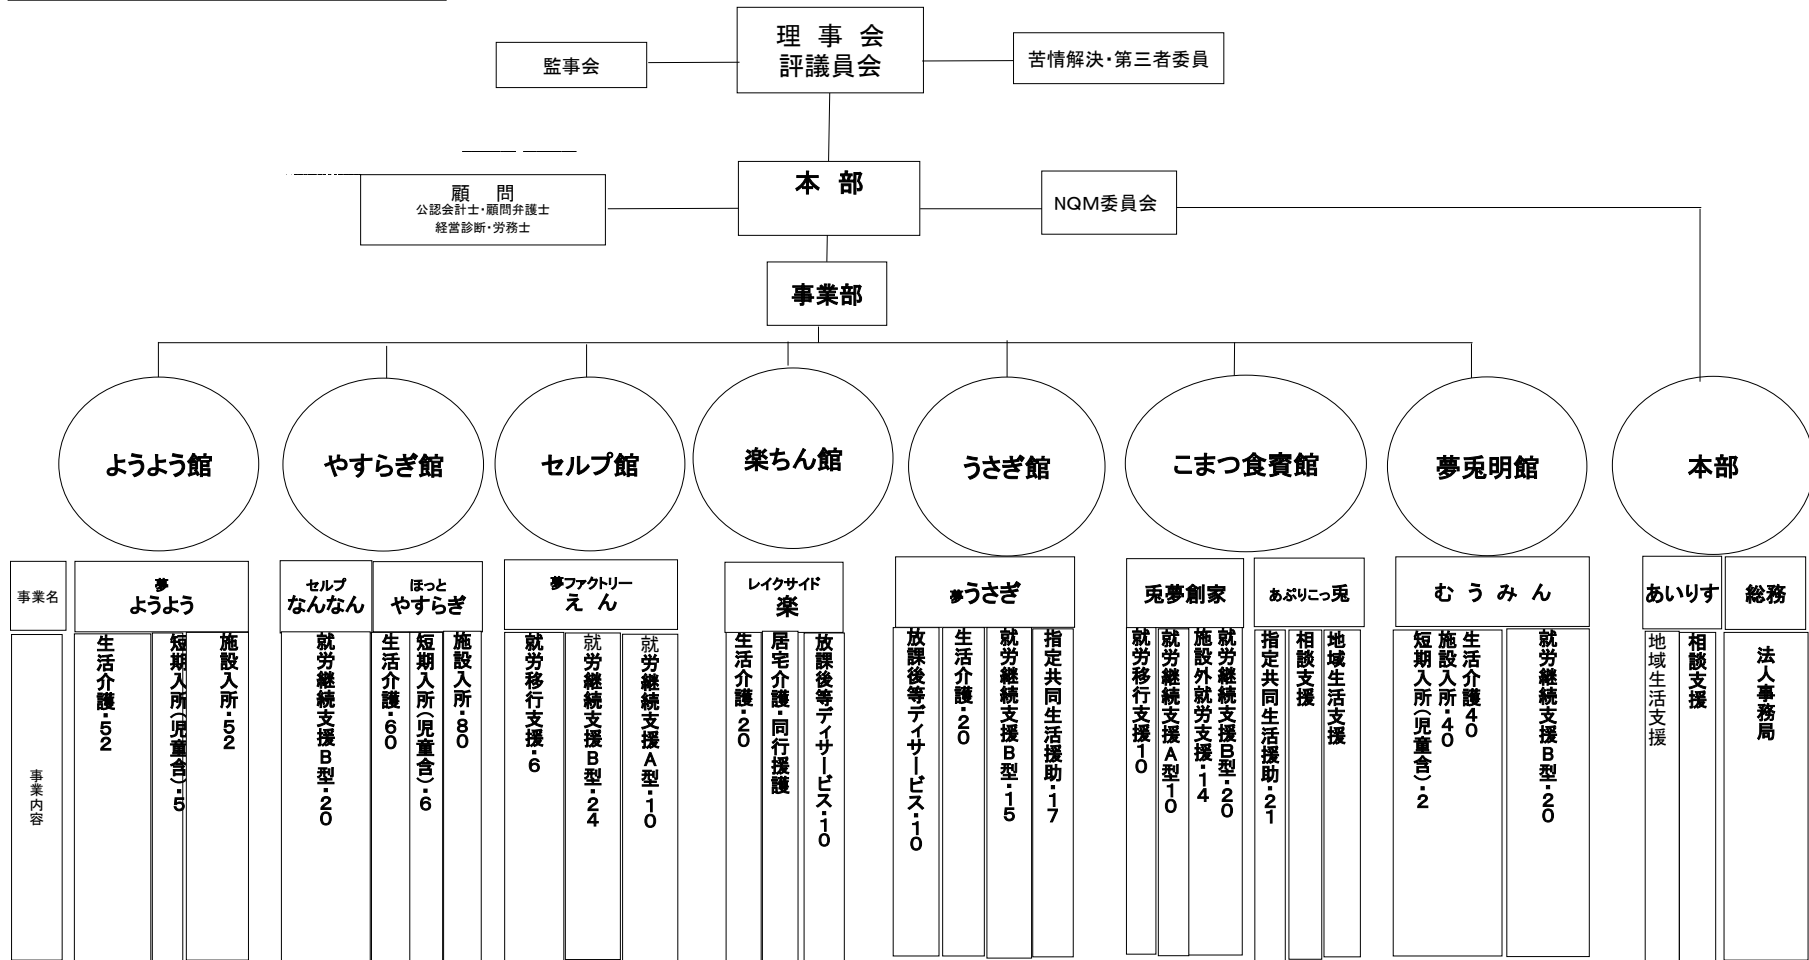 理 事 会
評議員会
監事会
苦情解決・第三者委員
本 部
顧 問
公認会計士・顧問弁護士
経営診断・労務士
NQM委員会
事業部
ようよう館
やすらぎ館
セルプ館
楽ちん館
うさぎ館
こまつ食賓館
夢兎明館
本部
事業名
夢
ようよう
セルプ
なんなん
ほっと
やすらぎ
夢ファクトリー
え ん
レイクサイド
楽
夢うさぎ
兎夢創家
あぷりこっ兎
む う み ん
あいりす
総務
事業内容
生活介護・52
短期入所(児童含)・5
施設入所・52
就労継続支援B型・20
生活介護・60
短期入所(児童含)・6
施設入所・80
就労移行支援・6
就労継続支援B型・24
就労継続支援A型・10
生活介護・20
居宅介護・同行援護
放課後等ディサービス・10
放課後等ディサービス・10
生活介護・20
就労継続支援B型・15
指定共同生活援助・17
就労移行支援10
就労継続支援A型10
施設外就労支援・14
就労継続支援B型・20
指定共同生活援助・21
相談支援
地域生活支援
短期入所(児童含)・2
施設入所・40
生活介護40
就労継続支援B型・20
地域生活支援
相談支援
法人事務局